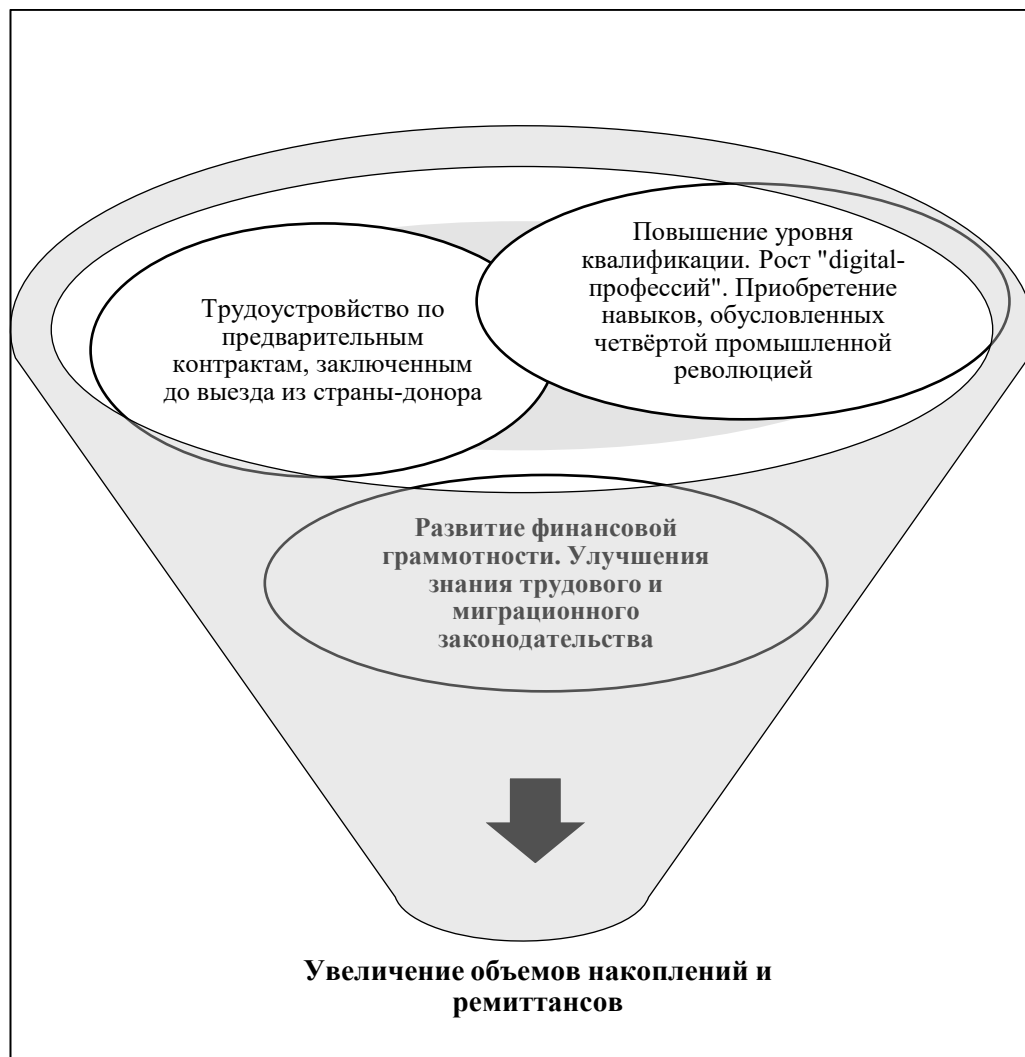 Повышение уровня
квалификации. Рост "digital-
профессий". Приобретение
навыков, обусловленных
четвёртой промышленной
революцией
Трудоустровйство по
предварительным
контрактам, заключенным
до выезда из страны-донора
Развитие финансовой
граммотности. Улучшения
знания трудового и
миграционного
законодательства
Увеличение объемов накоплений и
ремиттансов